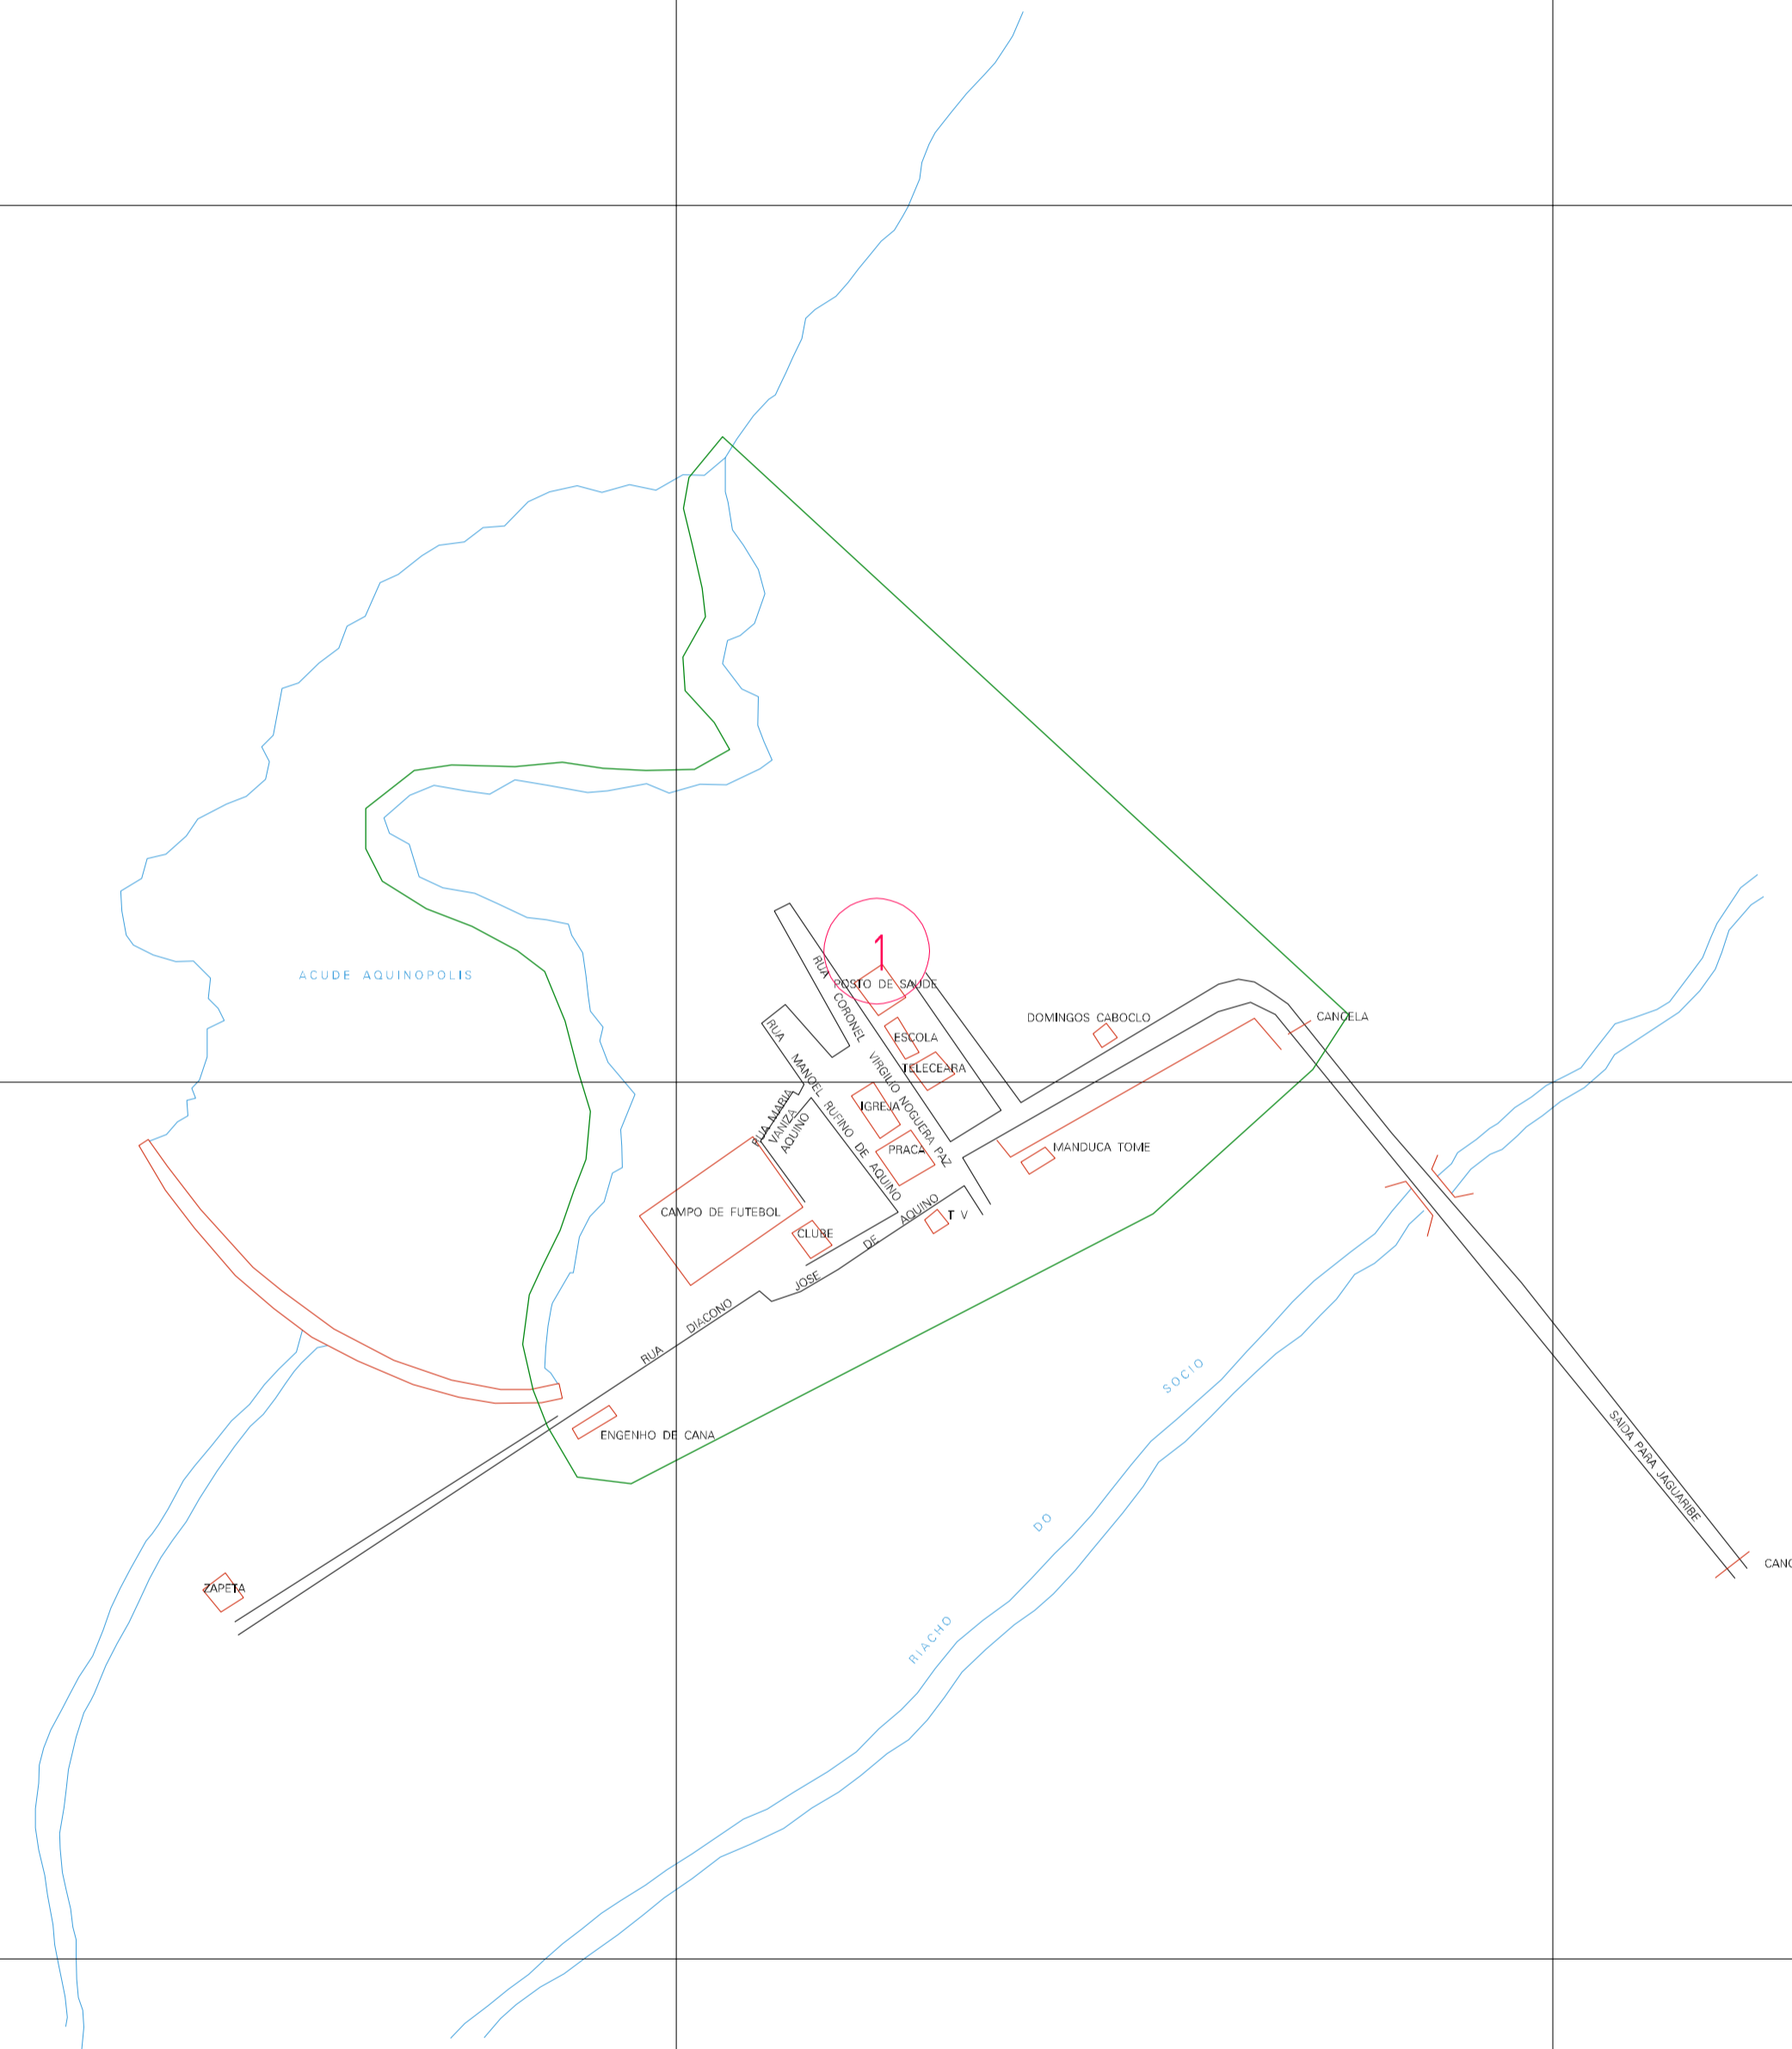 1
RUA CORONEL VIRGILIO NOGUERA PAZ
POSTO DE SAUDE
ACUDE AQUINOPOLIS
DOMINGOS CABOCLO
CANCELA
ESCOLA
RUA MANOEL RUFINO DE AQUINO
TELECEARA
IGREJA
RUA MARIA
VANIZA
AQUINO
PRACA
MANDUCA TOME
CAMPO DE FUTEBOL
T V
CLUBE
RUA DIACONO JOSE DE AQUINO
RIACHO DO SOCIO
ENGENHO DE CANA
SAIDA PARA JAGUARIBE
ZAPETA